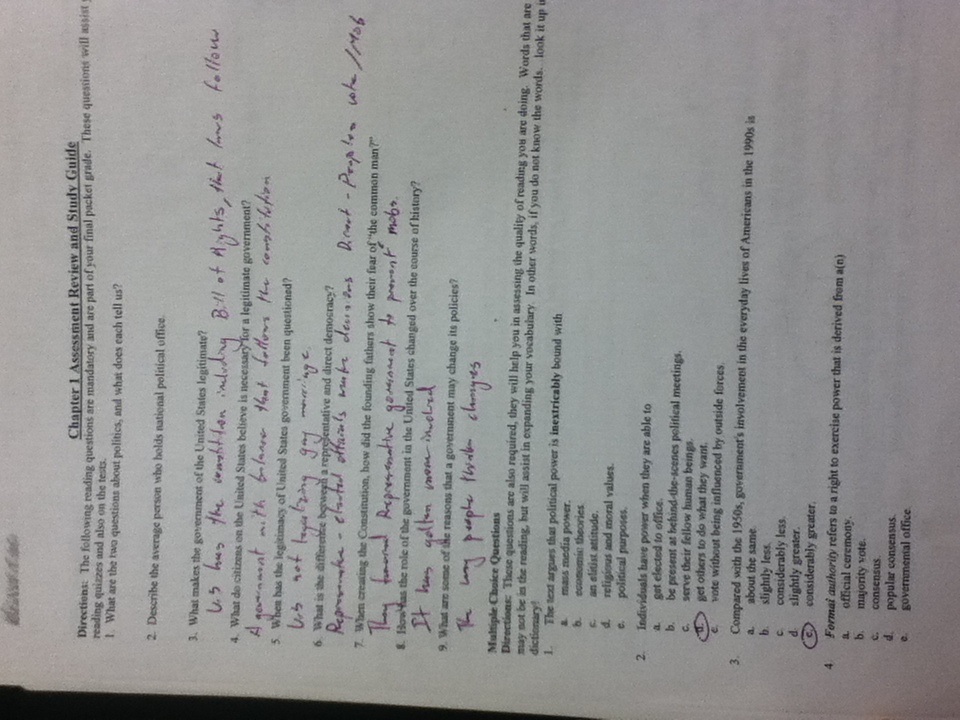 Chapter 1 Assessment Review and Study Guide
Directions: The following reading questions are mandatory and are part of your final packet grade. These questions will assist
reading quizzes and also on the tests.
1. What are the two questions about politics, and what does each tell us?
2. Describe the average person who holds national political office.
3. What makes the government of the United States legitimate?
U.S has the constitition including Bill of Rights, that laws follow
4. What do citizens on the United States believe is necessary for a legitimate government?
A government with balance that follows the constitution
5. When has the legitimacy of United States government been questioned?
U.S not legalizing gay marriage.
6. What is the difference between a representative and direct democracy?
- elected officials make decisions Direct - People vote / Mob
7. When creating the Constitution, how did the founding fathers show their fear of "the common man?"
They Represenative government to prevent mobs.
8. How has the role of the government in the United States changed over the course of history?
It has gotten more involved
9. What are some of the reasons that a government may change its policies?
The way people changes
Multiple Choice Questions
Directions: These questions are also required, they will help you in assessing the quality of reading you are doing. Words that are
may not be in the reading, but will assist in expanding your vocabulary. In other words, if you do not know the words... look it up
dictionary!
1. The text argues that political power is inextricably bound with
a. mass media power.
b. economic theories
c. an elitist attitude.
d. religious and moral values.
e. political purposes.
2. Individuals have power when they are able to
a. get elected to office.
b. be present at behind-the-scenes political meetings.
c. serve their fellow human beings.
d. get others to do what they want.
e. vote without being influenced by outside forces.
3. Compared with the 1950s, government's involvement in the everyday lives of Americans in the 1990s is
a. about the same.
b. slightly less.
c. considerably less.
d. slightly greater.
e. considerably greater.
4. Formal authority refers to a right to exercise power that is derived from a(n)
a. official ceremony.
b. majority vote.
c. consensus.
d. popular consensus.
e. governmental office.